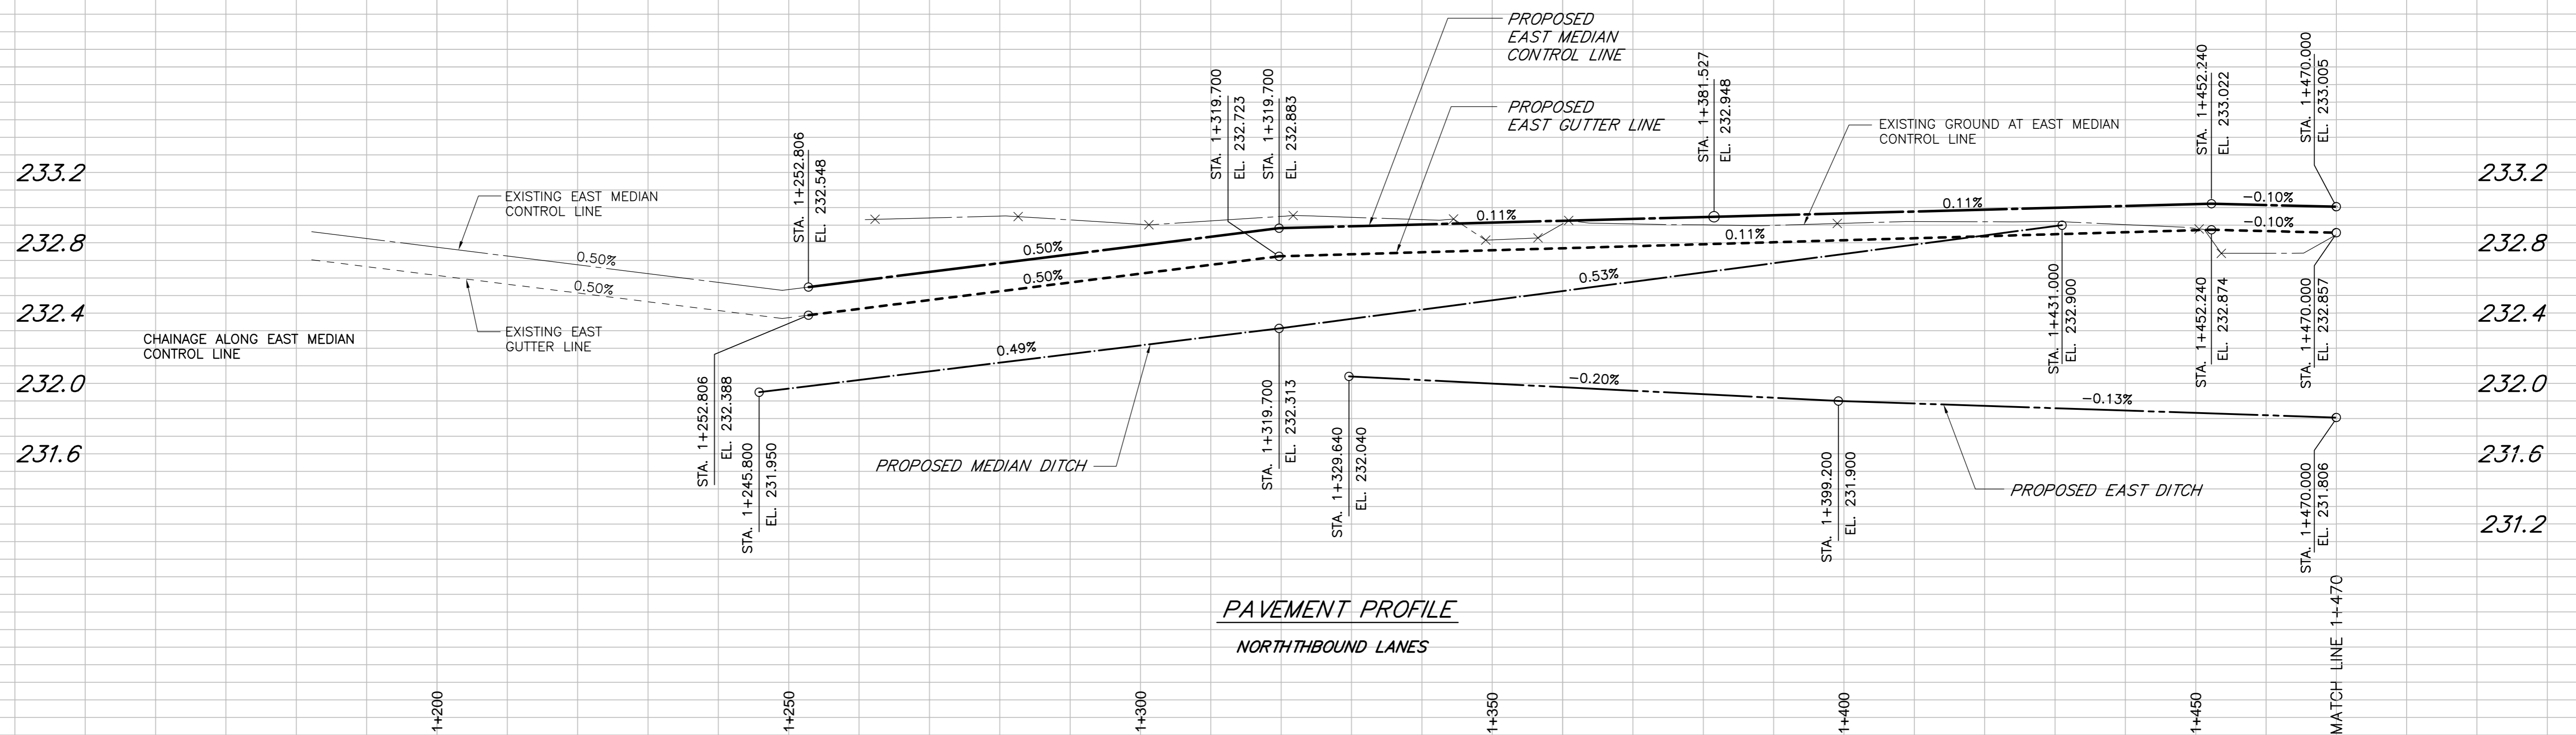 PROPOSED
EAST MEDIAN
CONTROL LINE
PROPOSED
EAST GUTTER LINE
EXISTING GROUND AT EAST MEDIAN
CONTROL LINE
EXISTING EAST MEDIAN
CONTROL LINE
EXISTING EAST
GUTTER LINE
CHAINAGE ALONG EAST MEDIAN
CONTROL LINE
233.2
232.8
232.4
232.0
231.6
STA. 1+252.806
EL. 232.548
STA. 1+319.700
EL. 232.723
STA. 1+319.700
EL. 232.883
STA. 1+381.527
EL. 232.948
STA. 1+452.240
EL. 233.022
STA. 1+470.000
EL. 233.005
0.50%
0.50%
0.50%
0.50%
0.11%
0.11%
-0.10%
0.11%
-0.10%
0.49%
0.53%
-0.20%
-0.13%
STA. 1+252.806
EL. 232.388
STA. 1+245.800
EL. 231.950
STA. 1+319.700
EL. 232.313
STA. 1+329.640
EL. 232.040
STA. 1+399.200
EL. 231.900
STA. 1+431.000
EL. 232.900
STA. 1+452.240
EL. 232.874
STA. 1+470.000
EL. 232.857
STA. 1+470.000
EL. 231.806
PROPOSED MEDIAN DITCH
PROPOSED EAST DITCH
233.2
232.8
232.4
232.0
231.6
231.2
PAVEMENT PROFILE
NORTHTHBOUND LANES
1+200
1+250
1+300
1+350
1+400
1+450
MATCH LINE 1+470